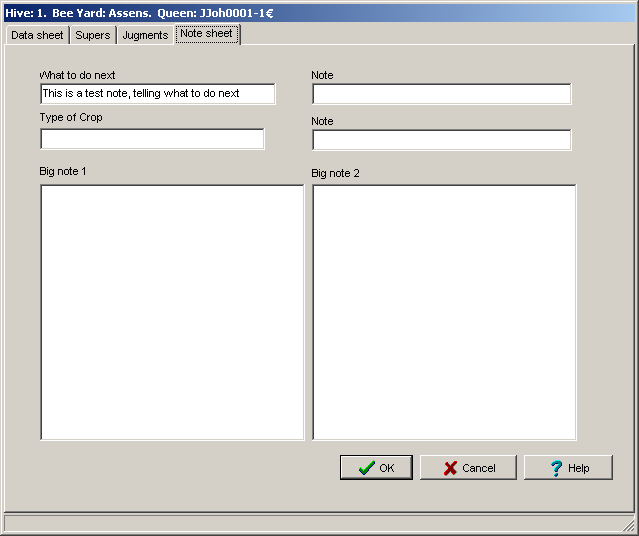 Hive: 1.  Bee Yard: Assens.  Queen: JJoh0001-1€
Data sheet Supers Jugments Note sheet
What to do next
This is a test note, telling what to do next
Type of Crop
Note
Note
Big note 1
Big note 2
OK Cancel Help